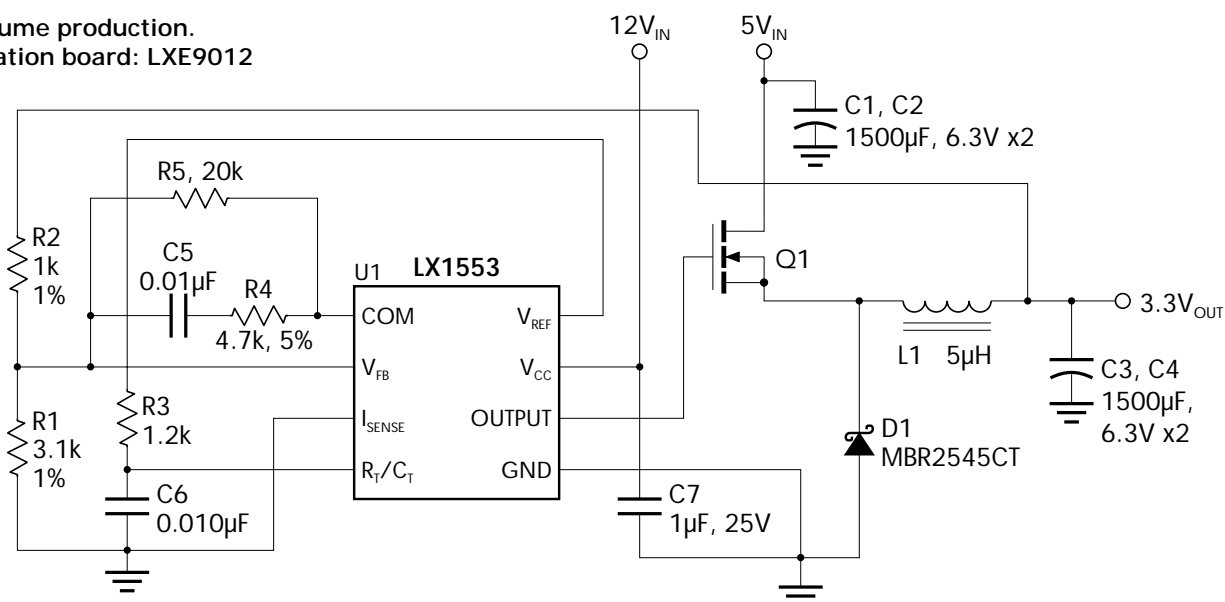 ume production.
ation board: LXE9012
12V_IN
5V_IN
C1, C2
1500µF, 6.3V x2
R5, 20k
R2
1k
1%
C5
0.01µF
R4
4.7k, 5%
U1
LX1553
Q1
COM
V_REF
V_FB
V_CC
I_SENSE
OUTPUT
R_T/C_T
GND
3.3V_OUT
L1 5µH
C3, C4
1500µF,
6.3V x2
R1
3.1k
1%
R3
1.2k
D1
MBR2545CT
C6
0.010µF
C7
1µF, 25V